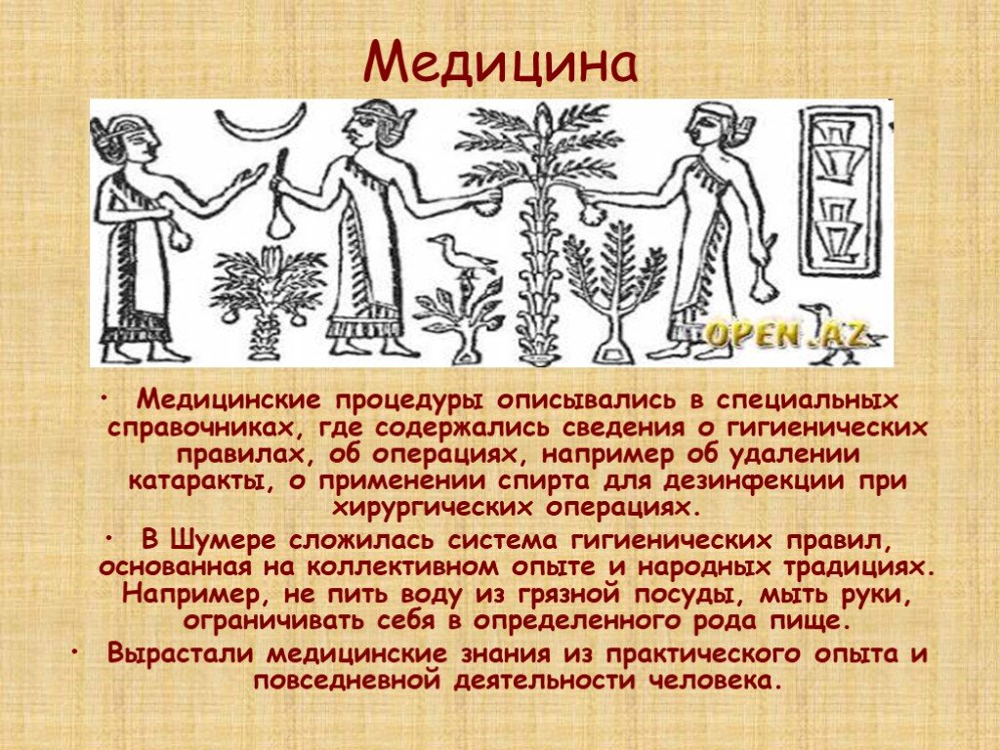 Медицина
OPEN.AZ
• Медицинские процедуры описывались в специальных
справочниках, где содержались сведения о гигиенических
правилах, об операциях, например об удалении
катаракты, о применении спирта для дезинфекции при
хирургических операциях.
• В Шумере сложилась система гигиенических правил,
основанная на коллективном опыте и народных традициях.
Например, не пить воду из грязной посуды, мыть руки,
ограничивать себя в определенного рода пище.
• Вырастали медицинские знания из практического опыта и
повседневной деятельности человека.